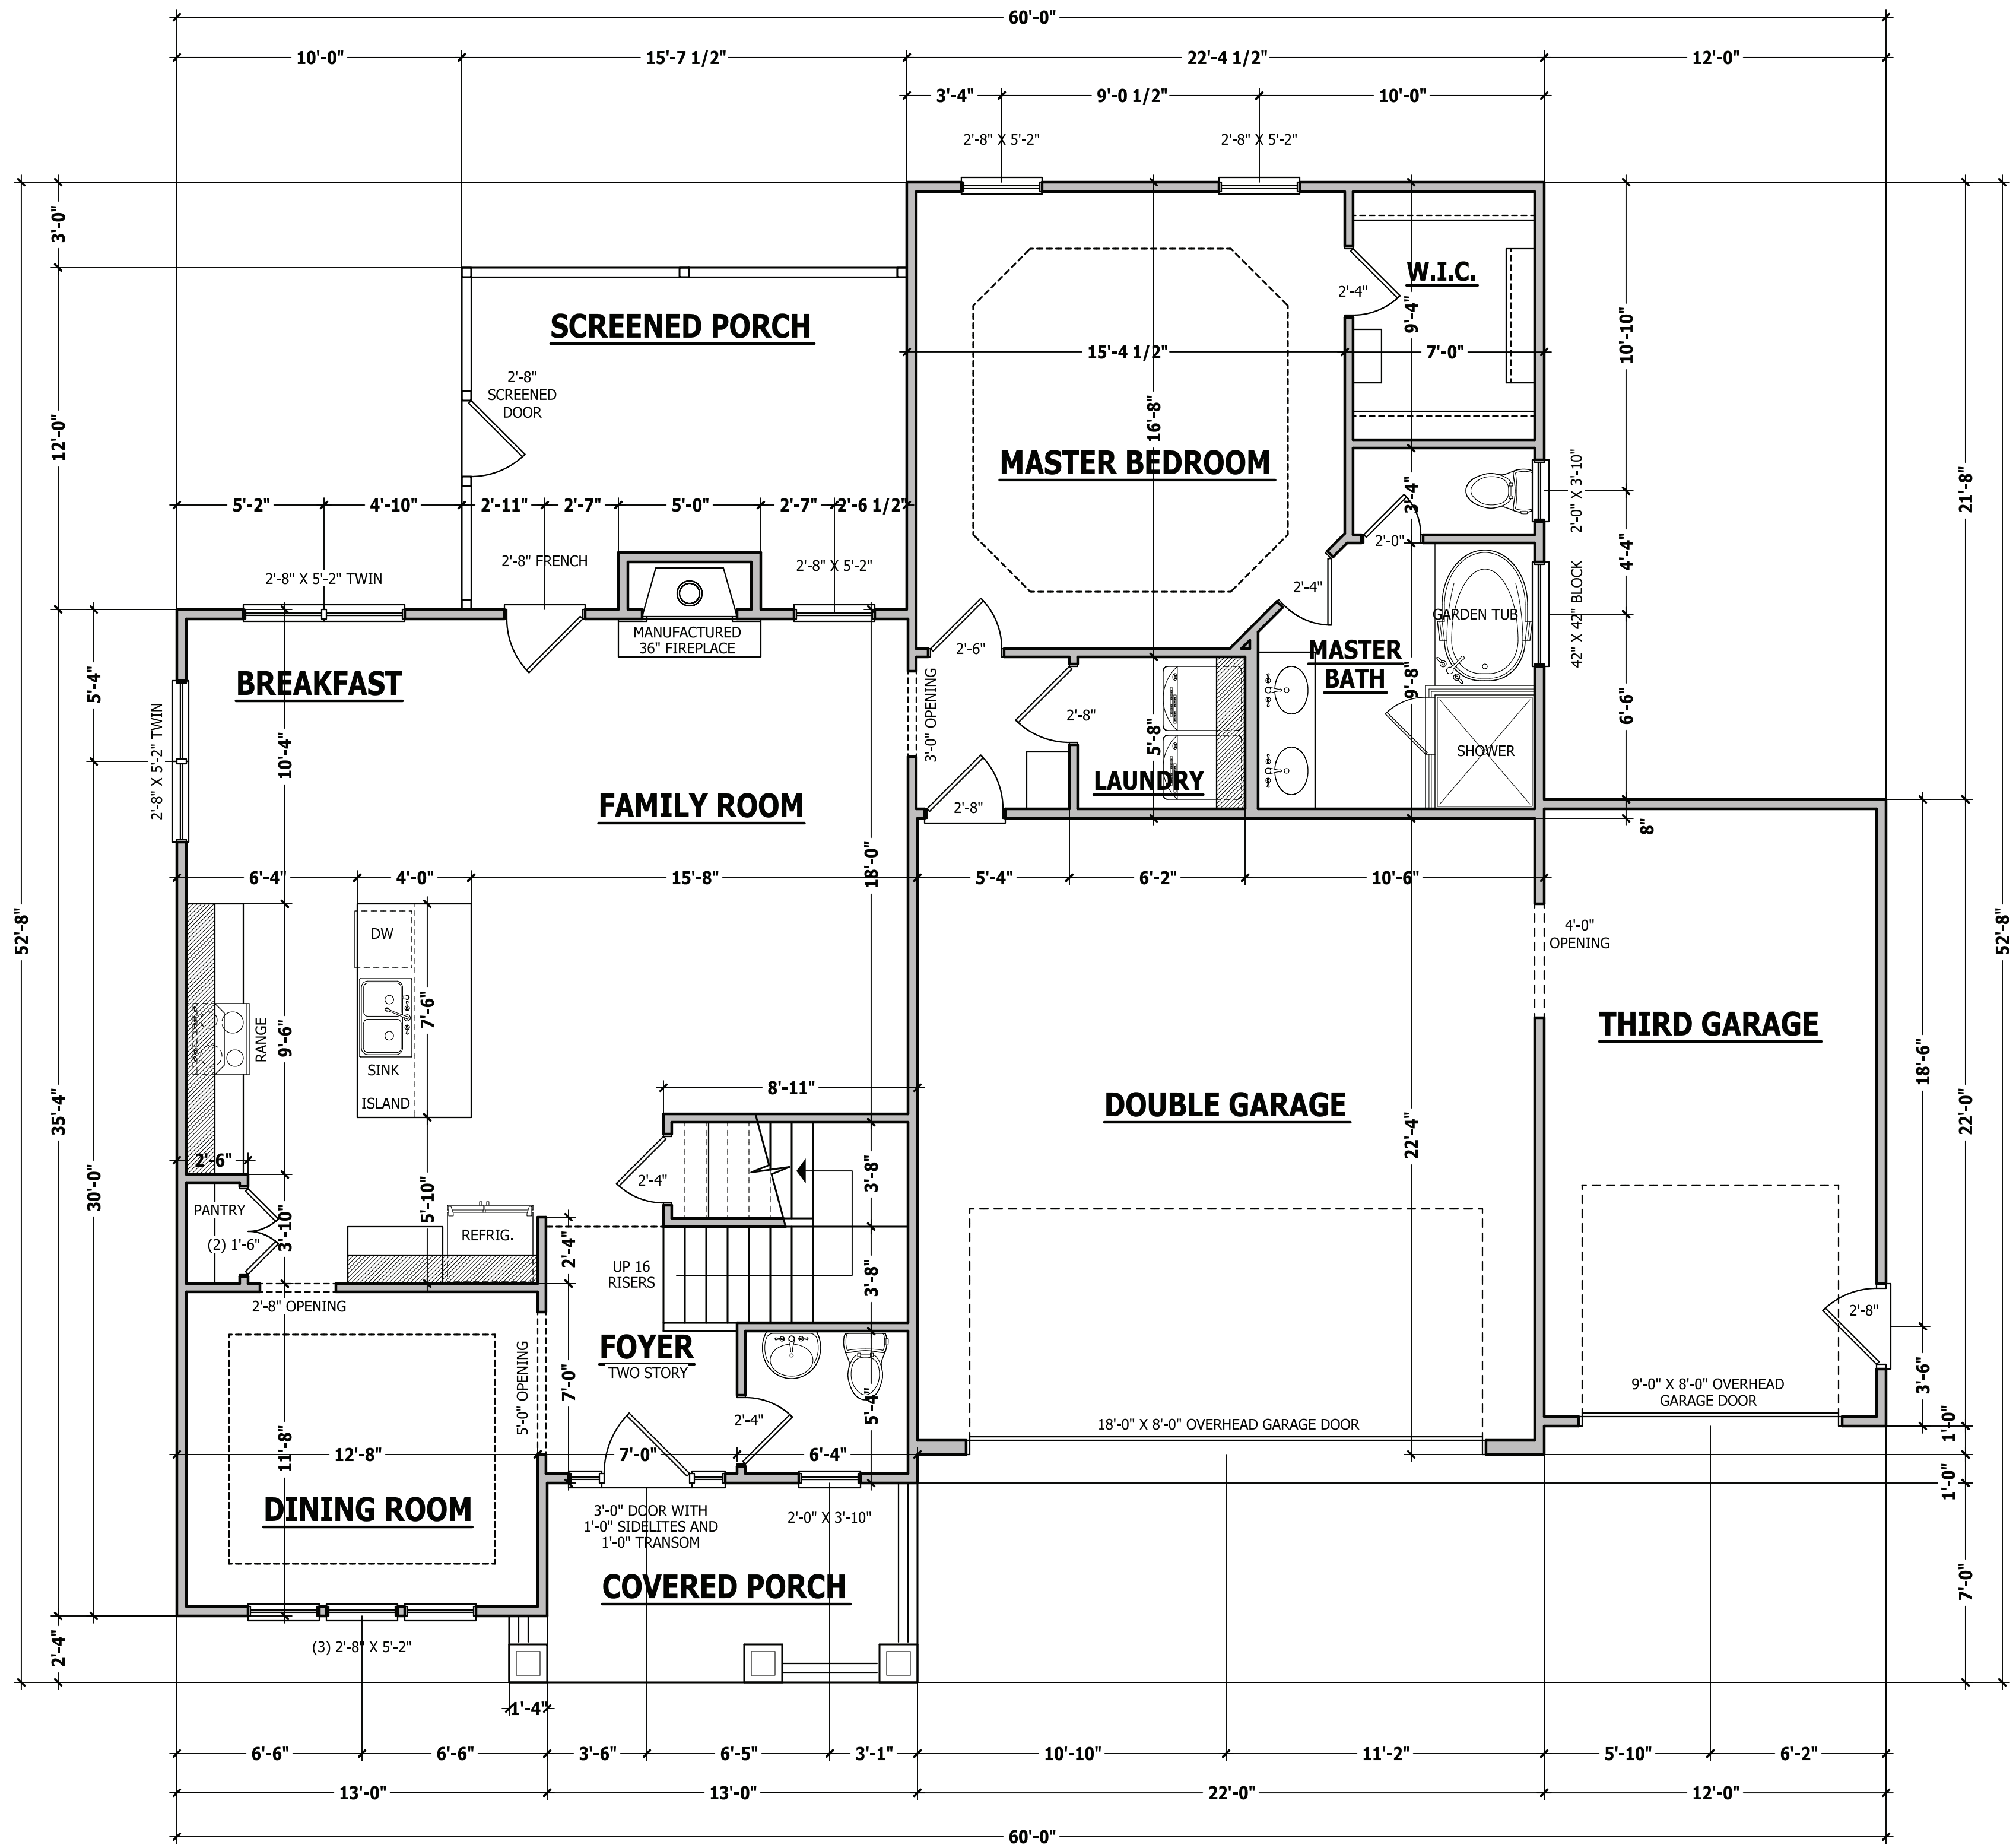 60'-0"
10'-0" 15'-7 1/2" 22'-4 1/2" 12'-0"
3'-4" 9'-0 1/2" 10'-0"
2'-8" X 5'-2" 2'-8" X 5'-2"
3'-0"
W.I.C.
2'-4"
9'-4"
10'-10"
SCREENED PORCH
15'-4 1/2" 7'-0"
2'-8"
SCREENED
DOOR
12'-0"
16'-8"
MASTER BEDROOM
3'-4"
2'-0" X 3'-10"
21'-8"
5'-2" 4'-10" 2'-11" 2'-7" 5'-0" 2'-7" 2'-6 1/2"
2'-0"
4'-4"
2'-8" FRENCH
2'-8" X 5'-2"
2'-8" X 5'-2" TWIN
2'-4"
42" X 42" BLOCK
GARDEN TUB
MANUFACTURED
36" FIREPLACE
2'-6"
MASTER
BATH
9'-8"
BREAKFAST
5'-4"
3'-0" OPENING
2'-8"
5'-8"
6'-6"
2'-8" X 5'-2" TWIN
10'-4"
SHOWER
LAUNDRY
FAMILY ROOM
2'-8"
8"
18'-0"
6'-4" 4'-0" 15'-8" 5'-4" 6'-2" 10'-6"
52'-8"
DW
4'-0"
OPENING
52'-8"
7'-6"
RANGE
9'-6"
SINK
ISLAND
THIRD GARAGE
18'-6"
8'-11"
DOUBLE GARAGE
35'-4"
22'-4"
22'-0"
2'-6"
30'-0"
2'-4"
3'-8"
PANTRY
(2) 1'-6"
3'-10"
5'-10"
REFRIG.
2'-4"
UP 16
RISERS
3'-8"
2'-8" OPENING
2'-8"
FOYER
TWO STORY
5'-0" OPENING
7'-0"
5'-4"
3'-6"
9'-0" X 8'-0" OVERHEAD
GARAGE DOOR
2'-4"
18'-0" X 8'-0" OVERHEAD GARAGE DOOR
1'-0"
12'-8" 7'-0" 6'-4"
11'-8"
1'-0"
DINING ROOM
3'-0" DOOR WITH
1'-0" SIDELITES AND
1'-0" TRANSOM
2'-0" X 3'-10"
COVERED PORCH
7'-0"
(3) 2'-8" X 5'-2"
2'-4"
1'-4"
6'-6" 6'-6" 3'-6" 6'-5" 3'-1" 10'-10" 11'-2" 5'-10" 6'-2"
13'-0" 13'-0" 22'-0" 12'-0"
60'-0"